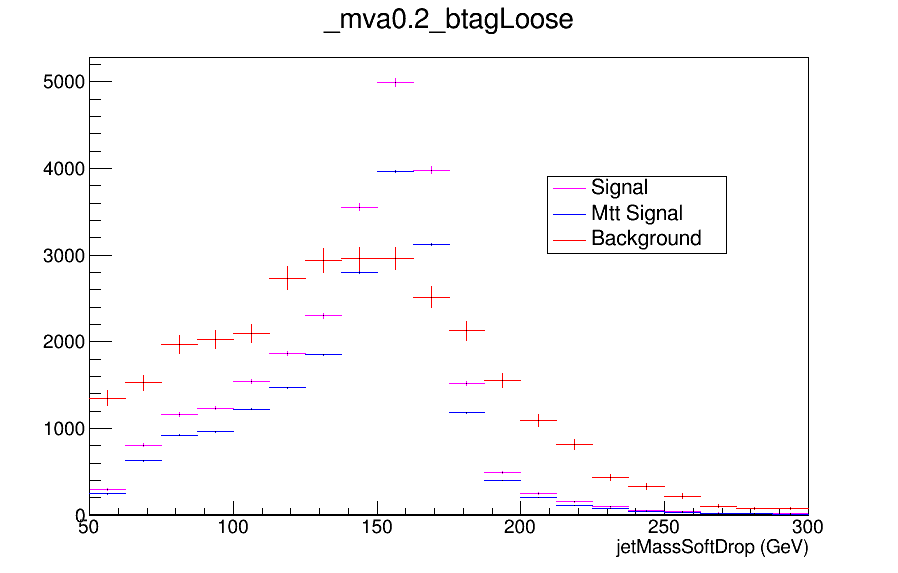 _mva0.2_btagLoose
5000
4000
3000
2000
1000
0
Signal
Mtt Signal
Background
50 100 150 200 250 300
jetMassSoftDrop (GeV)